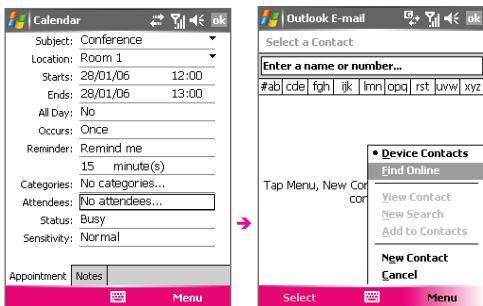 Calendar ok
Subject: Conference
Location: Room 1
Starts: 28/01/06 12:00
Ends: 28/01/06 13:00
All Day: No
Occurs: Once
Reminder: Remind me
15 minute(s)
Categories: No categories...
Attendees: No attendees...
Status: Busy
Sensitivity: Normal
Appointment Notes
Menu
Outlook E-mail ok
Select a Contact
Enter a name or number...
#ab cde fgh ijk lmn opq rst uvw xyz
Tap Menu, New Cor
cor
Device Contacts
Find Online
View Contact
New Search
Add to Contacts
New Contact
Cancel
Select Menu